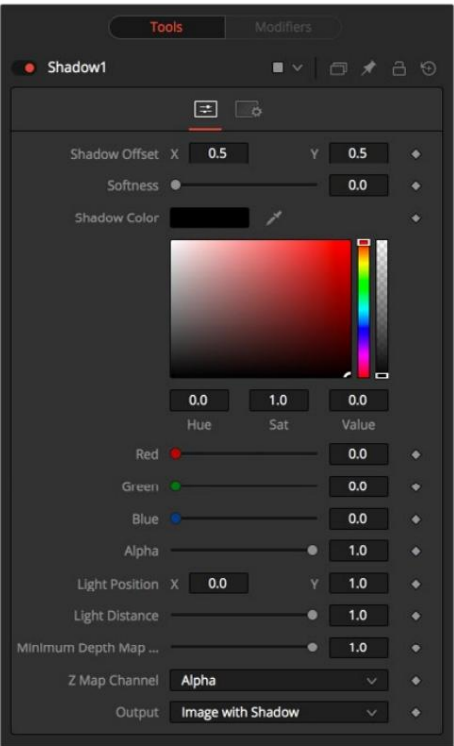 Tools Modifiers
Shadow1
Shadow Offset X 0.5 Y 0.5
Softness 0.0
Shadow Color
0.0 1.0 0.0
Hue Sat Value
Red 0.0
Green 0.0
Blue 0.0
Alpha 1.0
Light Position X 0.0 Y 1.0
Light Distance 1.0
Minimum Depth Map ... 1.0
Z Map Channel Alpha
Output Image with Shadow